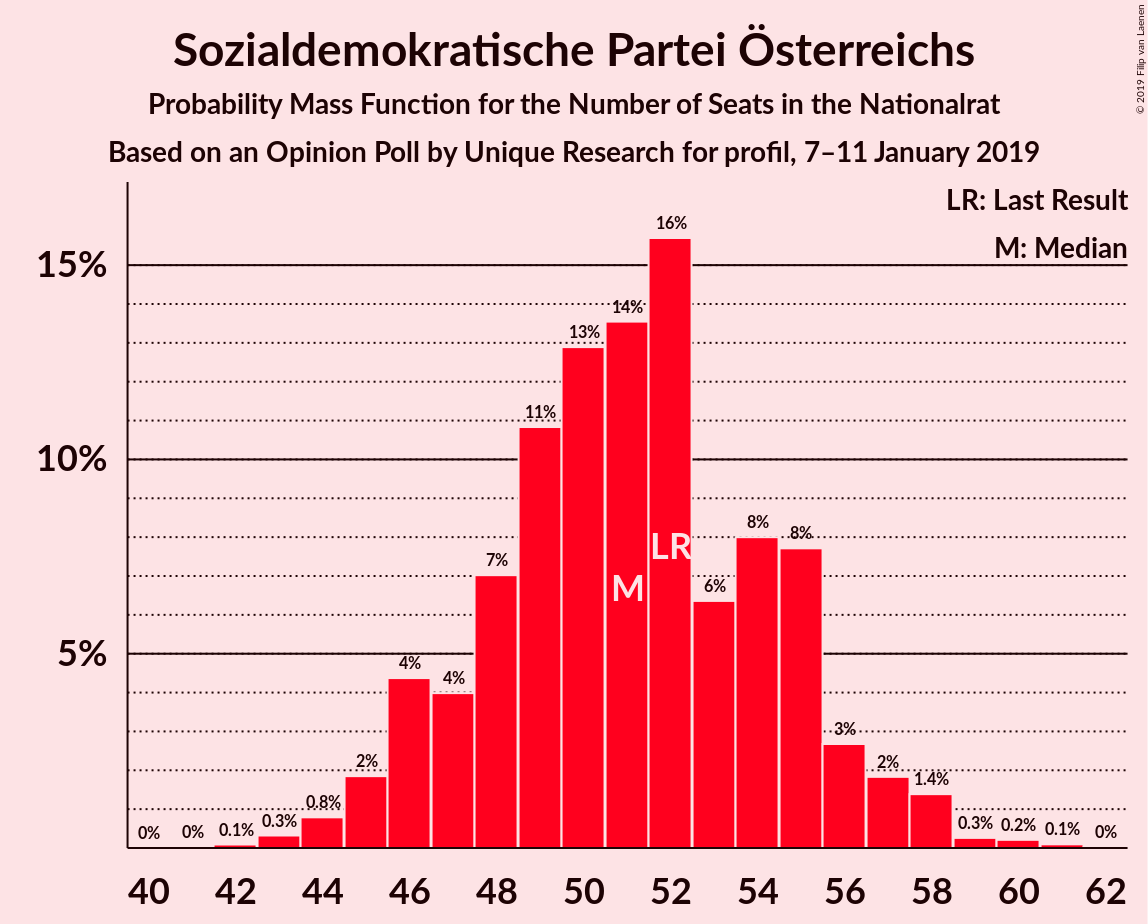 Sozialdemokratische Partei Österreichs
Probability Mass Function for the Number of Seats in the Nationalrat
Based on an Opinion Poll by Unique Research for profil, 7–11 January 2019
© 2019 Filip van Laenen
LR: Last Result
M: Median
15%
10%
5%
0%
0%
0.1%
0.3%
0.8%
2%
4%
4%
7%
11%
13%
14%
16%
6%
8%
8%
3%
2%
1.4%
0.3%
0.2%
0.1%
0%
M
LR
40 42 44 46 48 50 52 54 56 58 60 62